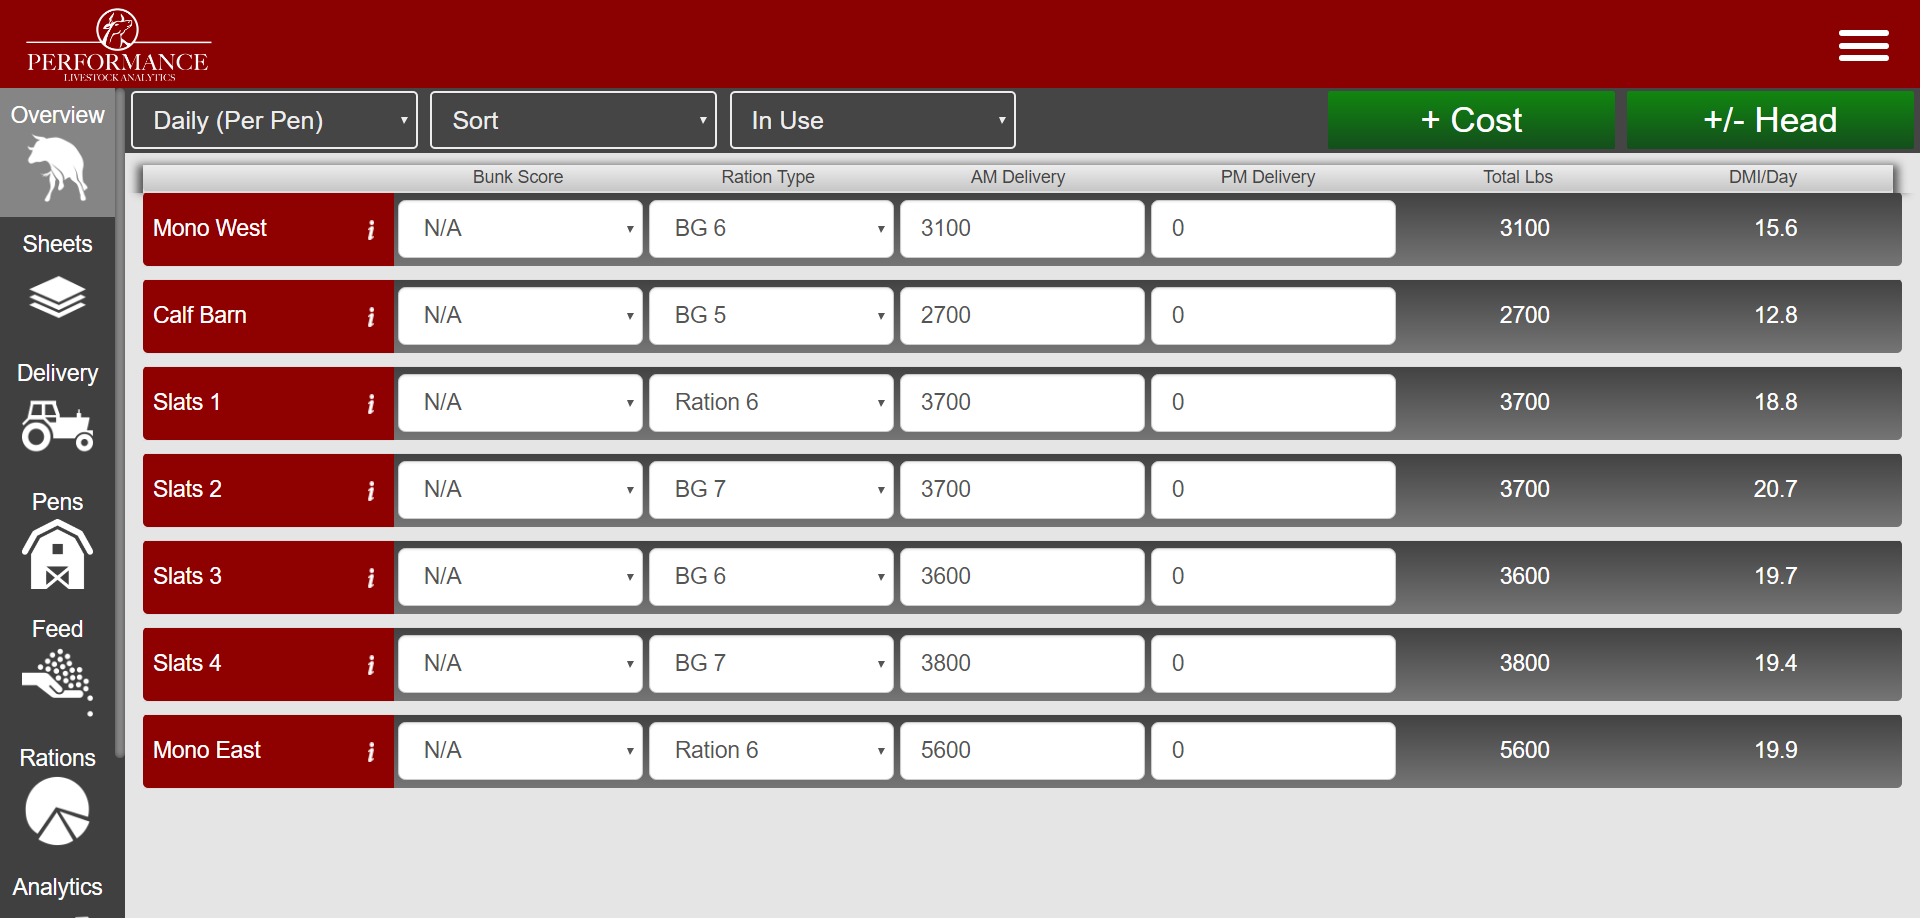 PERFORMANCE
LIVESTOCK ANALYTICS
Overview
Sheets
Delivery
Pens
Feed
Rations
Analytics
Daily (Per Pen) Sort In Use + Cost +/- Head
Bunk Score Ration Type AM Delivery PM Delivery Total Lbs DMI/Day
Mono West i N/A BG 6 3100 0 3100 15.6
Calf Barn i N/A BG 5 2700 0 2700 12.8
Slats 1 i N/A Ration 6 3700 0 3700 18.8
Slats 2 i N/A BG 7 3700 0 3700 20.7
Slats 3 i N/A BG 6 3600 0 3600 19.7
Slats 4 i N/A BG 7 3800 0 3800 19.4
Mono East i N/A Ration 6 5600 0 5600 19.9